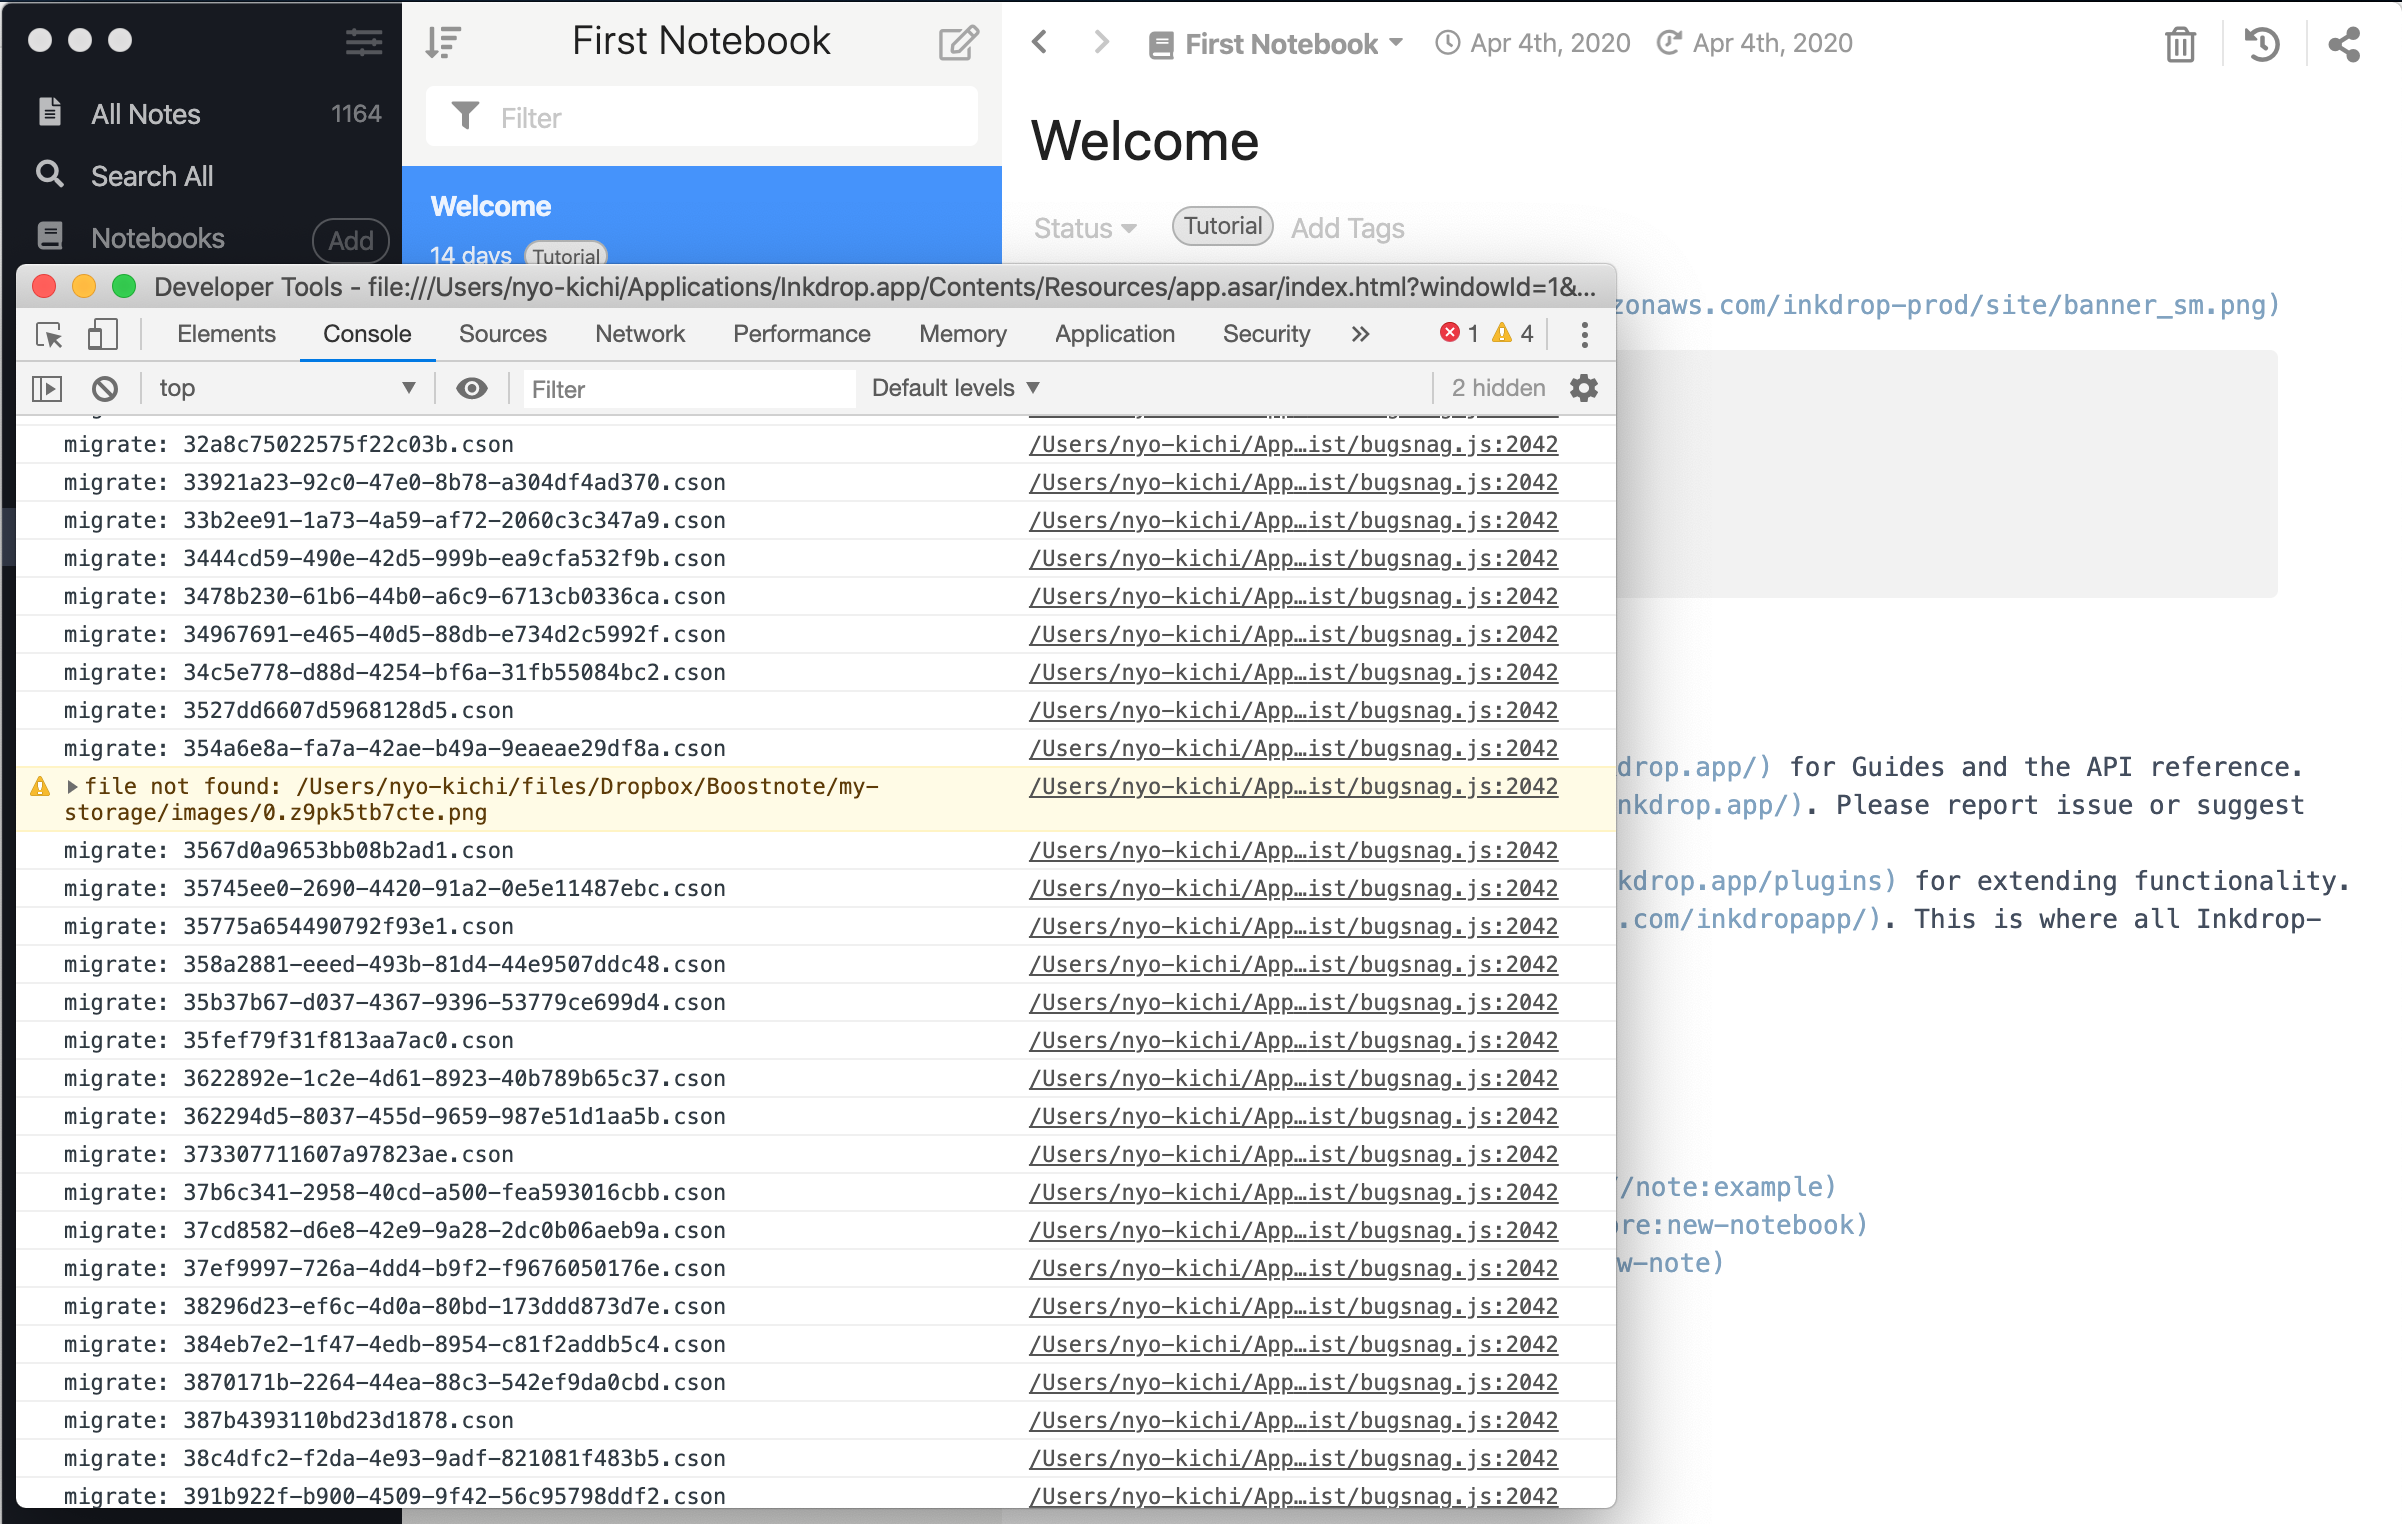 All Notes 1164
Search All
Notebooks Add
First Notebook
Filter
Welcome
14 days Tutorial
First Notebook Apr 4th, 2020 Apr 4th, 2020
Welcome
Status Tutorial Add Tags
zonaws.com/inkdrop-prod/site/banner_sm.png)
drop.app/) for Guides and the API reference.
nkdrop.app/). Please report issue or suggest
kdrop.app/plugins) for extending functionality.
.com/inkdropapp/). This is where all Inkdrop-
/note:example)
re:new-notebook)
w-note)
Developer Tools - file:///Users/nyo-kichi/Applications/Inkdrop.app/Contents/Resources/app.asar/index.html?windowId=1&...
Elements Console Sources Network Performance Memory Application Security » 1 4
top Filter Default levels 2 hidden
migrate: 32a8c75022575f22c03b.cson /Users/nyo-kichi/App…ist/bugsnag.js:2042
migrate: 33921a23-92c0-47e0-8b78-a304df4ad370.cson /Users/nyo-kichi/App…ist/bugsnag.js:2042
migrate: 33b2ee91-1a73-4a59-af72-2060c3c347a9.cson /Users/nyo-kichi/App…ist/bugsnag.js:2042
migrate: 3444cd59-490e-42d5-999b-ea9cfa532f9b.cson /Users/nyo-kichi/App…ist/bugsnag.js:2042
migrate: 3478b230-61b6-44b0-a6c9-6713cb0336ca.cson /Users/nyo-kichi/App…ist/bugsnag.js:2042
migrate: 34967691-e465-40d5-88db-e734d2c5992f.cson /Users/nyo-kichi/App…ist/bugsnag.js:2042
migrate: 34c5e778-d88d-4254-bf6a-31fb55084bc2.cson /Users/nyo-kichi/App…ist/bugsnag.js:2042
migrate: 3527dd6607d5968128d5.cson /Users/nyo-kichi/App…ist/bugsnag.js:2042
migrate: 354a6e8a-fa7a-42ae-b49a-9eaeae29df8a.cson /Users/nyo-kichi/App…ist/bugsnag.js:2042
file not found: /Users/nyo-kichi/files/Dropbox/Boostnote/my- /Users/nyo-kichi/App…ist/bugsnag.js:2042
storage/images/0.z9pk5tb7cte.png
migrate: 3567d0a9653bb08b2ad1.cson /Users/nyo-kichi/App…ist/bugsnag.js:2042
migrate: 35745ee0-2690-4420-91a2-0e5e11487ebc.cson /Users/nyo-kichi/App…ist/bugsnag.js:2042
migrate: 35775a654490792f93e1.cson /Users/nyo-kichi/App…ist/bugsnag.js:2042
migrate: 358a2881-eeed-493b-81d4-44e9507ddc48.cson /Users/nyo-kichi/App…ist/bugsnag.js:2042
migrate: 35b37b67-d037-4367-9396-53779ce699d4.cson /Users/nyo-kichi/App…ist/bugsnag.js:2042
migrate: 35fef79f31f813aa7ac0.cson /Users/nyo-kichi/App…ist/bugsnag.js:2042
migrate: 3622892e-1c2e-4d61-8923-40b789b65c37.cson /Users/nyo-kichi/App…ist/bugsnag.js:2042
migrate: 362294d5-8037-455d-9659-987e51d1aa5b.cson /Users/nyo-kichi/App…ist/bugsnag.js:2042
migrate: 373307711607a97823ae.cson /Users/nyo-kichi/App…ist/bugsnag.js:2042
migrate: 37b6c341-2958-40cd-a500-fea593016cbb.cson /Users/nyo-kichi/App…ist/bugsnag.js:2042
migrate: 37cd8582-d6e8-42e9-9a28-2dc0b06aeb9a.cson /Users/nyo-kichi/App…ist/bugsnag.js:2042
migrate: 37ef9997-726a-4dd4-b9f2-f9676050176e.cson /Users/nyo-kichi/App…ist/bugsnag.js:2042
migrate: 38296d23-ef6c-4d0a-80bd-173ddd873d7e.cson /Users/nyo-kichi/App…ist/bugsnag.js:2042
migrate: 384eb7e2-1f47-4edb-8954-c81f2addb5c4.cson /Users/nyo-kichi/App…ist/bugsnag.js:2042
migrate: 3870171b-2264-44ea-88c3-542ef9da0cbd.cson /Users/nyo-kichi/App…ist/bugsnag.js:2042
migrate: 387b4393110bd23d1878.cson /Users/nyo-kichi/App…ist/bugsnag.js:2042
migrate: 38c4dfc2-f2da-4e93-9adf-821081f483b5.cson /Users/nyo-kichi/App…ist/bugsnag.js:2042
migrate: 391b922f-b900-4509-9f42-56c95798ddf2.cson /Users/nyo-kichi/App…ist/bugsnag.js:2042